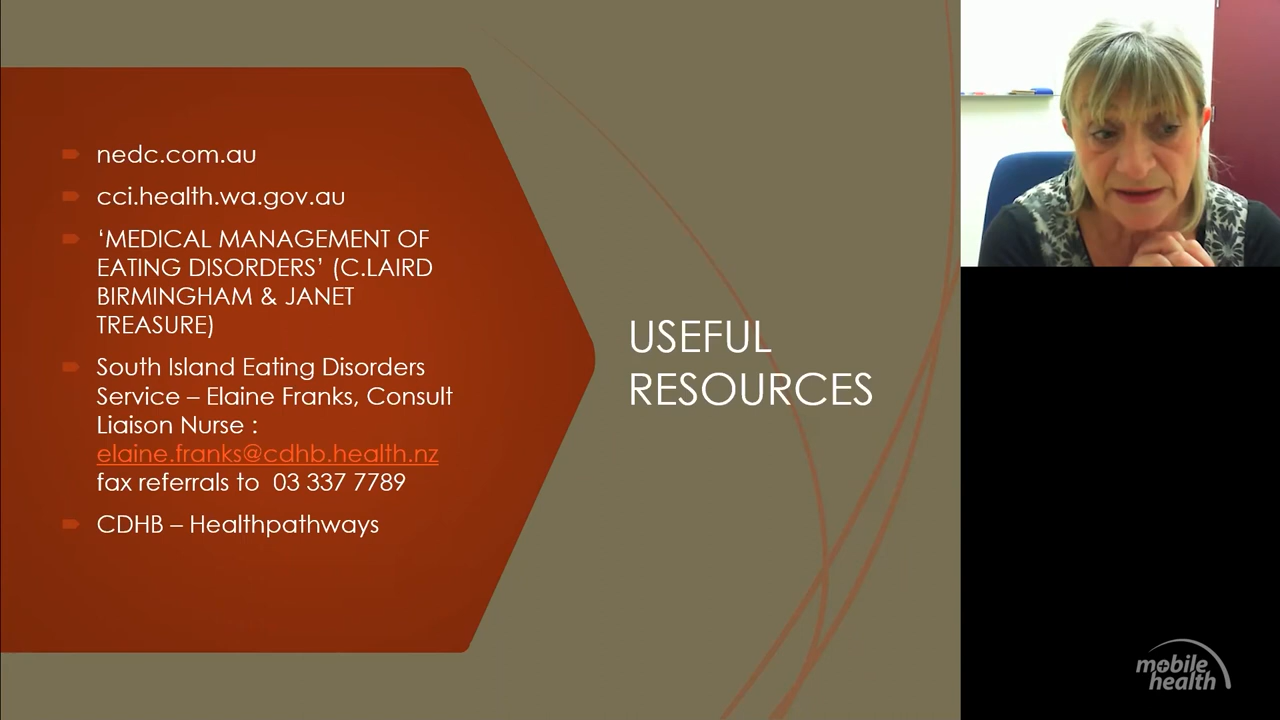 nedc.com.au
cci.health.wa.gov.au
‘MEDICAL MANAGEMENT OF
EATING DISORDERS’ (C.LAIRD
BIRMINGHAM & JANET
TREASURE)
South Island Eating Disorders
Service – Elaine Franks, Consult
Liaison Nurse :
elaine.franks@cdhb.health.nz
fax referrals to 03 337 7789
CDHB – Healthpathways
USEFUL
RESOURCES
mobile
health